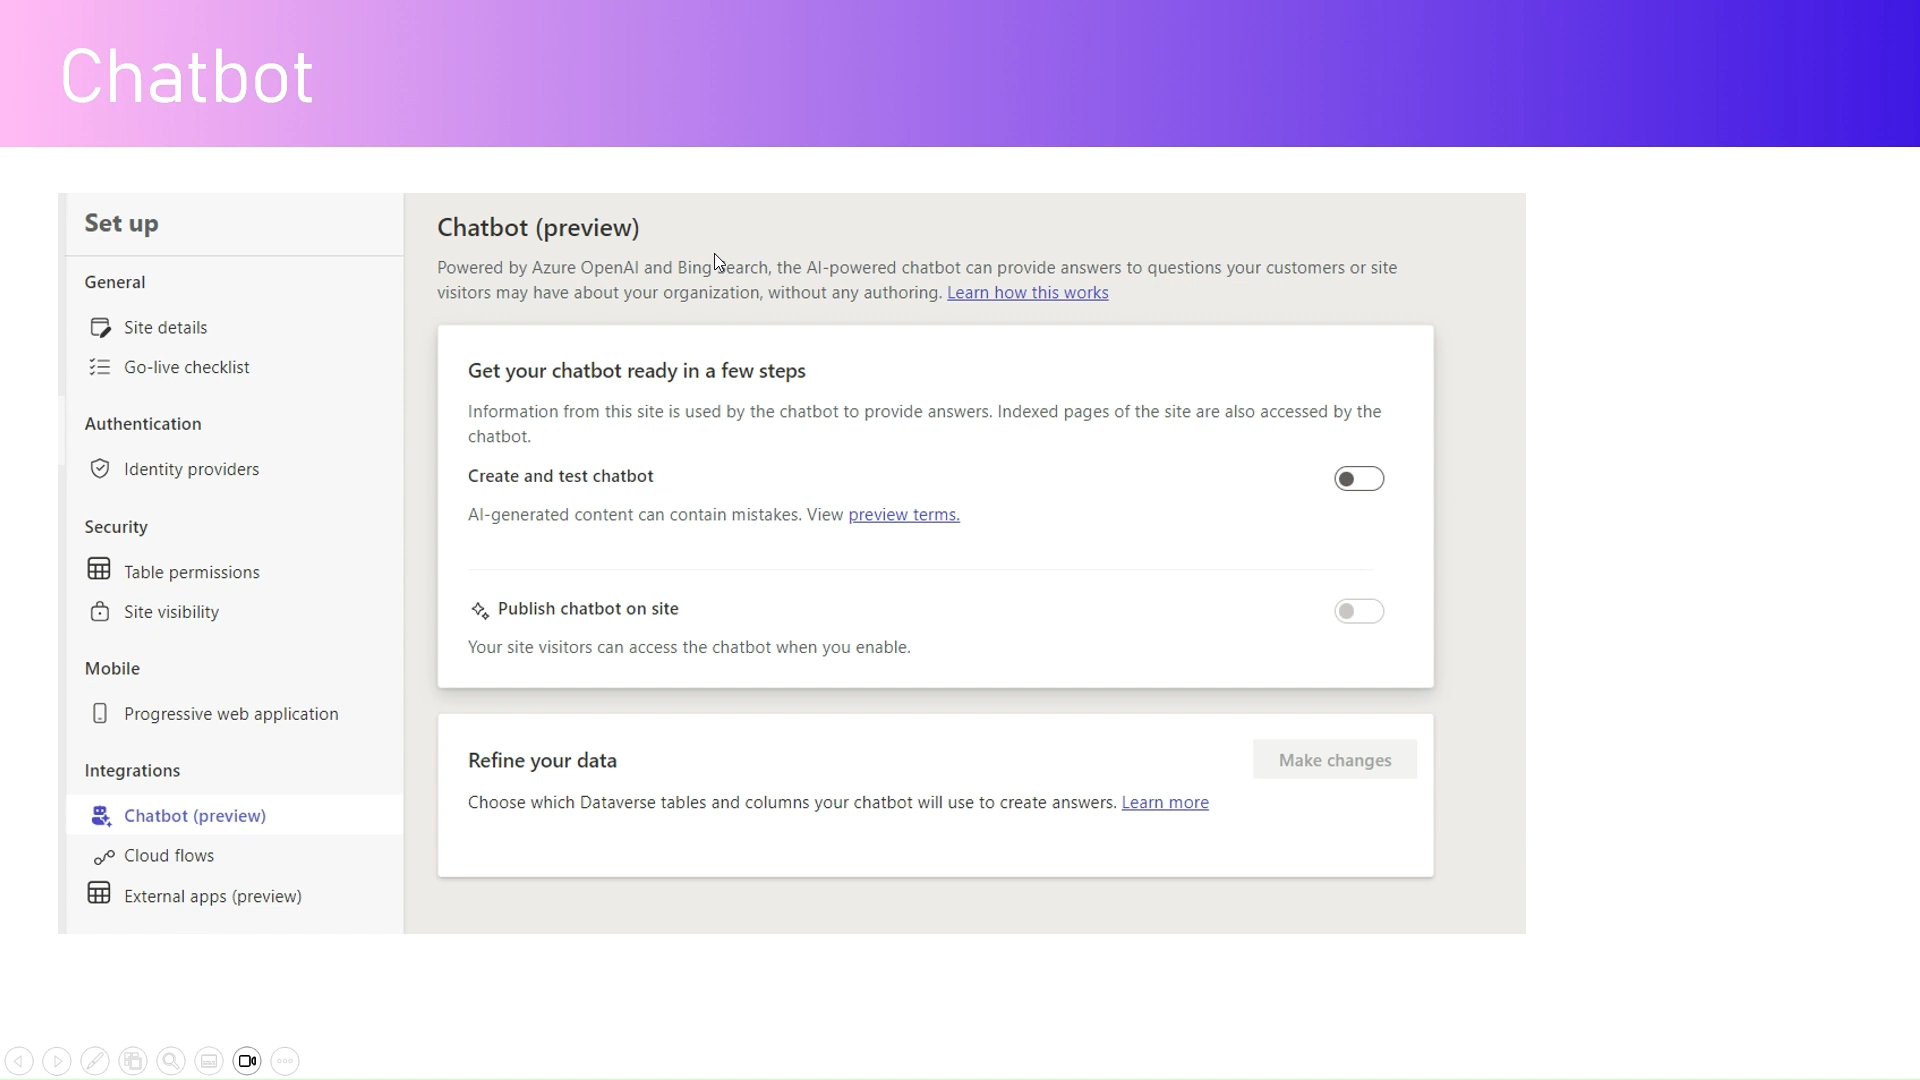 Chatbot
Set up
General
Site details
Go-live checklist
Authentication
Identity providers
Security
Table permissions
Site visibility
Mobile
Progressive web application
Integrations
Chatbot (preview)
Cloud flows
External apps (preview)
Chatbot (preview)
Powered by Azure OpenAI and Bing Search, the AI-powered chatbot can provide answers to questions your customers or site
visitors may have about your organization, without any authoring. Learn how this works
Get your chatbot ready in a few steps
Information from this site is used by the chatbot to provide answers. Indexed pages of the site are also accessed by the
chatbot.
Create and test chatbot
AI-generated content can contain mistakes. View preview terms.
Publish chatbot on site
Your site visitors can access the chatbot when you enable.
Refine your data
Make changes
Choose which Dataverse tables and columns your chatbot will use to create answers. Learn more